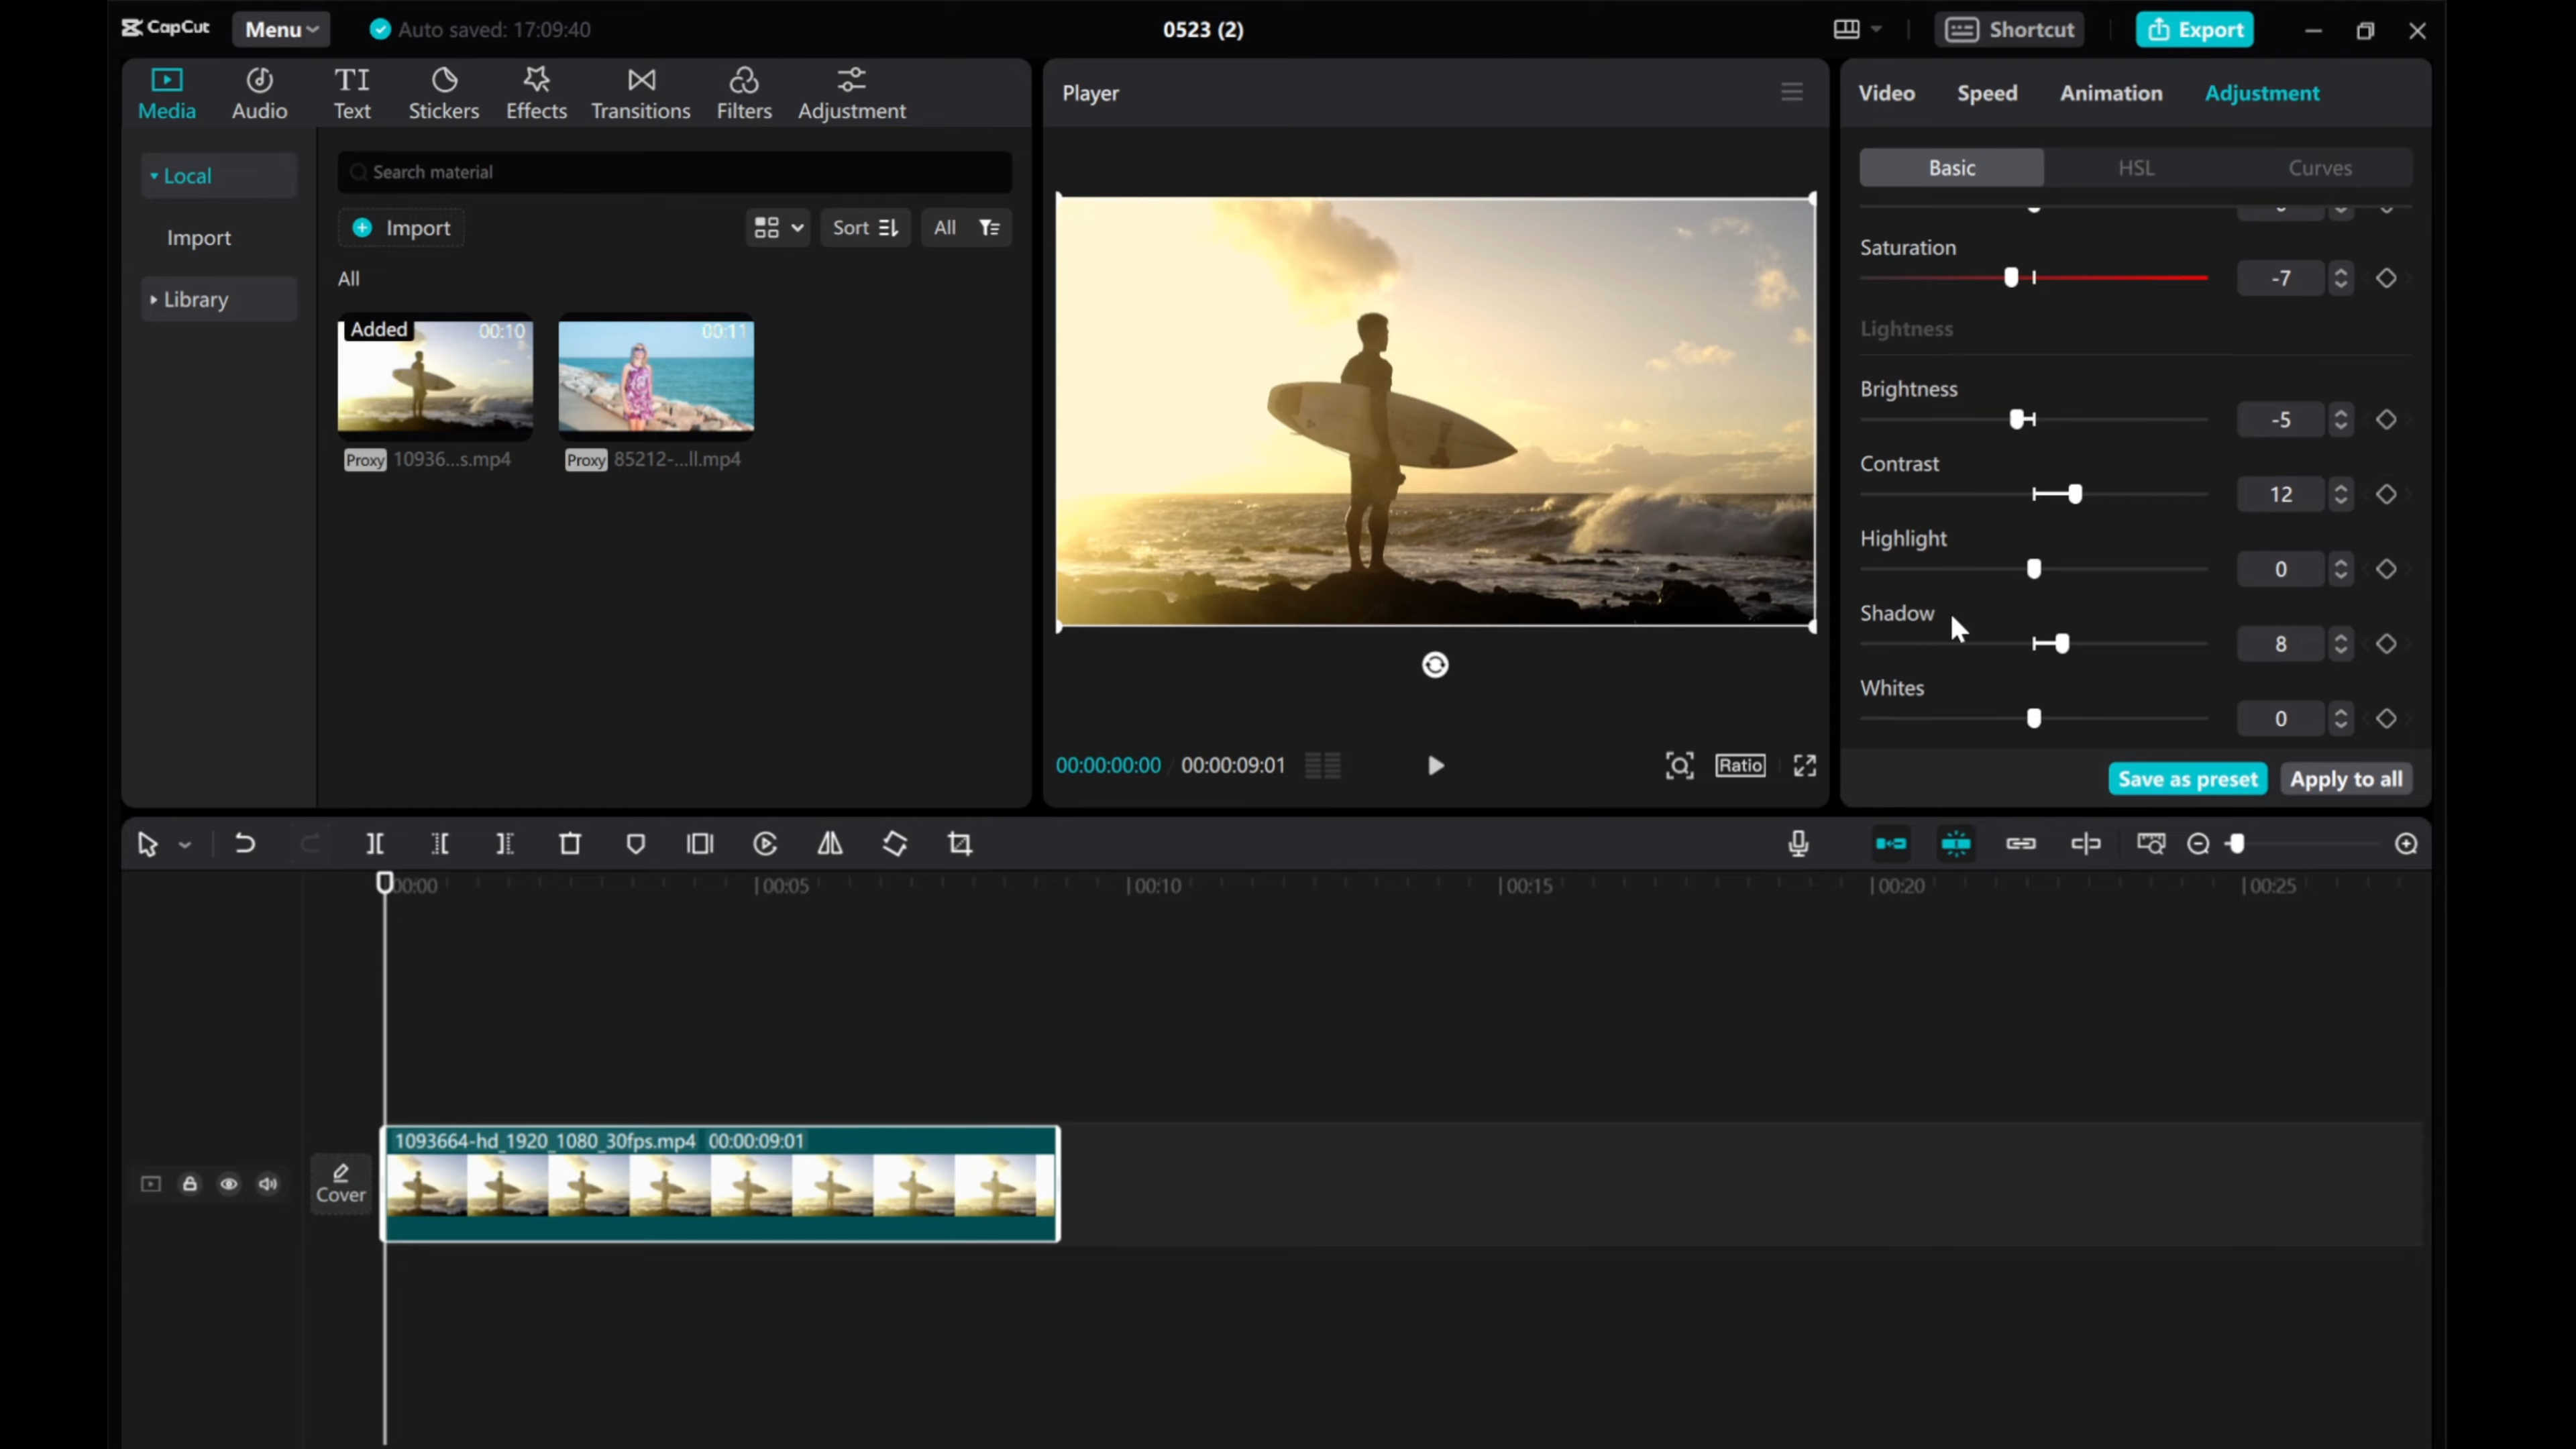 CapCut
Menu
Auto saved: 17:09:40
0523 (2)
Shortcut
Export
Media
Audio
Text
Stickers
Effects
Transitions
Filters
Adjustment
Local
Import
Library
Search material
Import
Sort
All
All
Added
00:10
Proxy 10936...s.mp4
00:11
Proxy 85212-...ll.mp4
Player
00:00:00:00 00:00:09:01
Ratio
Video
Speed
Animation
Adjustment
Basic
HSL
Curves
Saturation
-7
Lightness
Brightness
-5
Contrast
12
Highlight
0
Shadow
8
Whites
0
Save as preset
Apply to all
00:00
00:05
00:10
00:15
00:20
00:25
Cover
1093664-hd_1920_1080_30fps.mp4 00:00:09:01